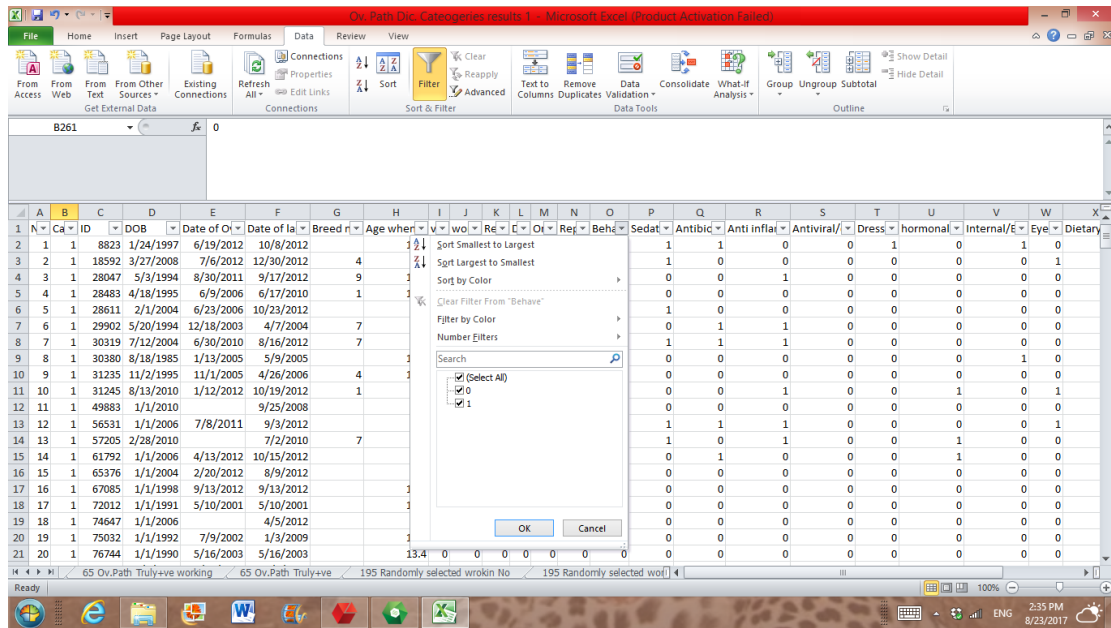 Ov. Path Dic. Cateogeries results 1 - Microsoft Excel (Product Activation Failed)
File Home Insert Page Layout Formulas Data Review View
From Access From Web From Text From Other Sources Existing Connections Refresh All Connections Properties Edit Links Sort Filter Clear Reapply Advanced Text to Columns Remove Duplicates Data Validation Consolidate What-If Analysis Group Ungroup Subtotal Show Detail Hide Detail
Get External Data Connections Sort & Filter Data Tools Outline
B261 fx 0
A B C D E F G H I J K L M N O P Q R S T U V W X
1 N Ca ID DOB Date of Or Date of la Breed n Age when v wo Re D Or Rep Beha Sedat Antibio Anti inflar Antiviral/ Dress hormonal Internal/E Eye Dietary
2 1 1 8823 1/24/1997 6/19/2012 10/8/2012 1 1 0 0 1 0 1 0
3 2 1 18592 3/27/2008 7/6/2012 12/30/2012 4 1 0 0 0 0 0 0 1
4 3 1 28047 5/3/1994 8/30/2011 9/17/2012 9 0 0 1 0 0 0 0 0
5 4 1 28483 4/18/1995 6/9/2006 6/17/2010 1 0 0 0 0 0 0 0 0
6 5 1 28611 2/1/2004 6/23/2006 10/23/2012 1 0 0 0 0 0 0 0
7 6 1 29902 5/20/1994 12/18/2003 4/7/2004 7 0 1 1 0 0 0 0 0
8 7 1 30319 7/12/2004 6/30/2010 8/16/2012 7 1 1 1 0 0 0 0 0
9 8 1 30380 8/18/1985 1/13/2005 5/9/2005 0 0 0 0 0 0 1 0
10 9 1 31235 11/2/1995 11/1/2005 4/26/2006 4 0 0 0 0 0 0 0 0
11 10 1 31245 8/13/2010 1/12/2012 10/19/2012 1 0 0 1 0 0 1 0 1
12 11 1 49883 1/1/2010 9/25/2008 0 0 0 0 0 0 0 0
13 12 1 56531 1/1/2006 7/8/2011 9/3/2012 1 1 1 0 0 0 0 1
14 13 1 57205 2/28/2010 7/2/2010 7 1 0 1 0 0 1 0 0
15 14 1 61792 1/1/2006 4/13/2012 10/15/2012 0 1 0 0 0 1 0 0
16 15 1 65376 1/1/2004 2/20/2012 8/9/2012 0 0 0 0 0 0 0 0
17 16 1 67085 1/1/1998 9/13/2012 9/13/2012 0 0 0 0 0 0 0 0
18 17 1 72012 1/1/1991 5/10/2001 5/10/2001 0 0 0 0 0 0 0 0
19 18 1 74647 1/1/2006 4/5/2012 0 0 0 0 0 0 0 0
20 19 1 75032 1/1/1992 7/9/2002 1/3/2009 0 0 0 0 0 0 0 0
21 20 1 76744 1/1/1990 5/16/2003 5/16/2003 13.4 0 0 0 0 0 0 0 0 0 0 0 0 0 0 0
Sort Smallest to Largest
Sort Largest to Smallest
Sort by Color
Clear Filter From "Behave"
Filter by Color
Number Filters
Search
(Select All)
0
1
OK Cancel
65 Ov.Path Truly+ve working 65 Ov.Path Truly+ve 195 Randomly selected wrokin No 195 Randomly selected wor
Ready 100%
ENG 2:35 PM
8/23/2017